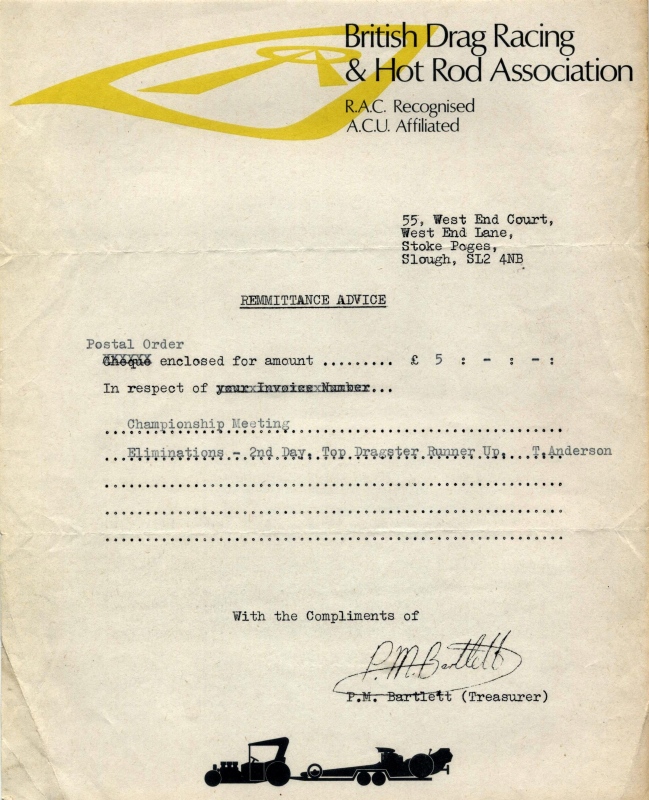 British Drag Racing
& Hot Rod Association
R.A.C. Recognised
A.C.U. Affiliated
55, West End Court,
West End Lane,
Stoke Poges,
Slough, SL2 4NB
REMMITTANCE ADVICE
Postal Order
Cheque enclosed for amount ......... £ 5 : - : - :
In respect of your Invoice Number...
Championship Meeting
Eliminations - 2nd Day. Top Dragster Runner Up. T.Anderson
With the Compliments of
P.M. Bartlett
P.M. Bartlett (Treasurer)